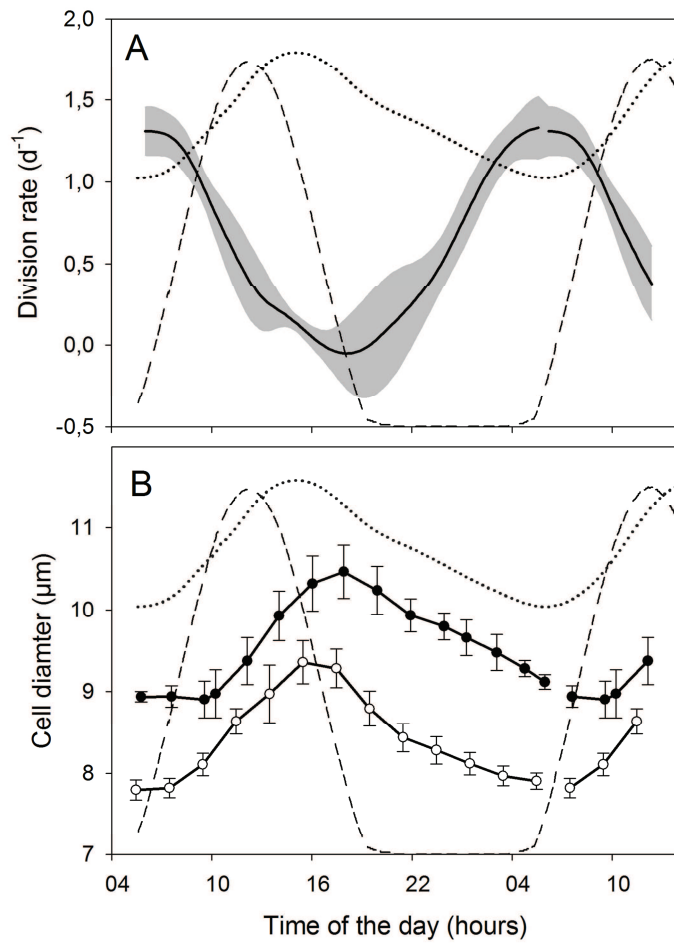 A
2,0
1,5
1,0
0,5
0,0
-0,5
Division rate (d⁻¹)
B
11
10
9
8
7
Cell diamter (µm)
04 10 16 22 04 10
Time of the day (hours)